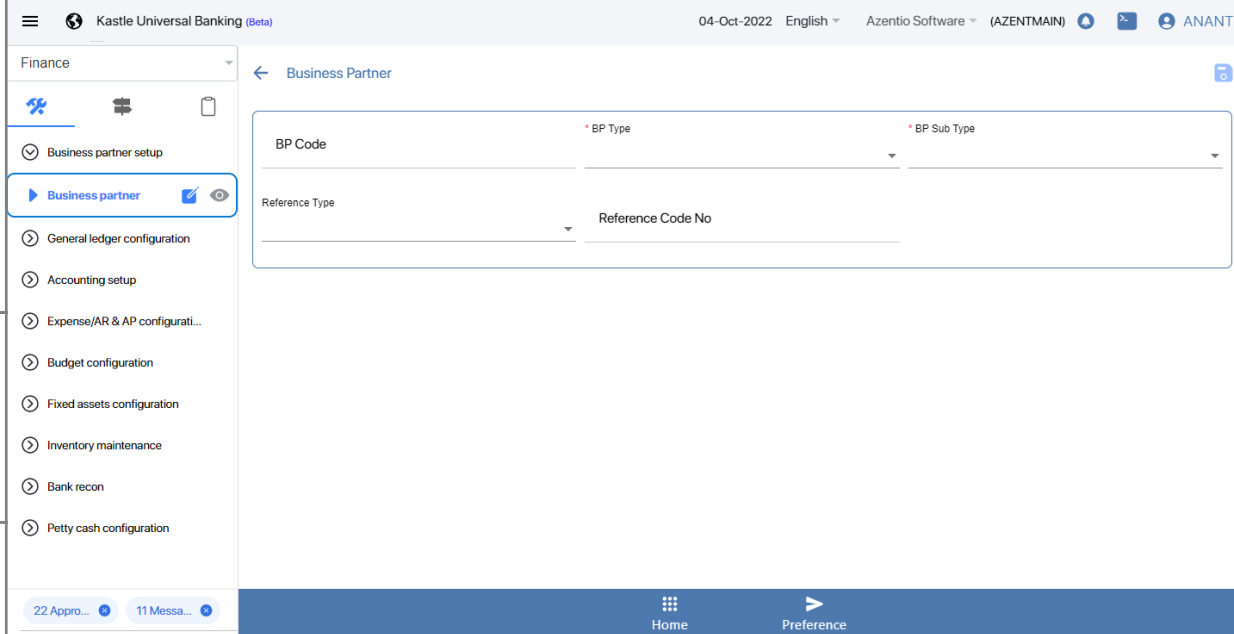 Kastle Universal Banking (Beta)
04-Oct-2022 English Azentio Software (AZENTMAIN) ANANT
Finance
Business Partner
Business partner setup
Business partner
General ledger configuration
Accounting setup
Expense/AR & AP configurati...
Budget configuration
Fixed assets configuration
Inventory maintenance
Bank recon
Petty cash configuration
22 Appro... 11 Messa...
BP Code
* BP Type
* BP Sub Type
Reference Type
Reference Code No
Home
Preference